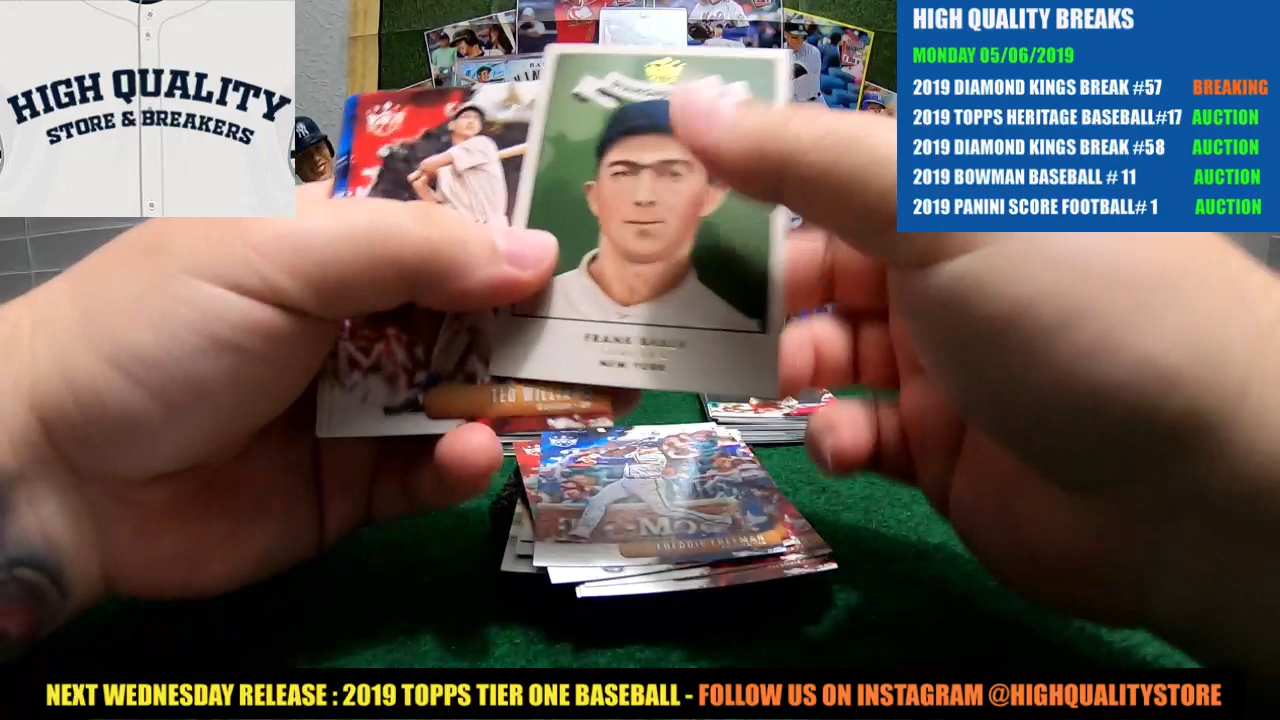 HIGH QUALITY
STORE & BREAKERS
HIGH QUALITY BREAKS
MONDAY 05/06/2019
2019 DIAMOND KINGS BREAK #57 BREAKING
2019 TOPPS HERITAGE BASEBALL#17 AUCTION
2019 DIAMOND KINGS BREAK #58 AUCTION
2019 BOWMAN BASEBALL # 11 AUCTION
2019 PANINI SCORE FOOTBALL# 1 AUCTION
FRANK BAKER
NEW YORK
TED WILLIAMS
FREDDIE FREEMAN
NEXT WEDNESDAY RELEASE : 2019 TOPPS TIER ONE BASEBALL - FOLLOW US ON INSTAGRAM @HIGHQUALITYSTORE